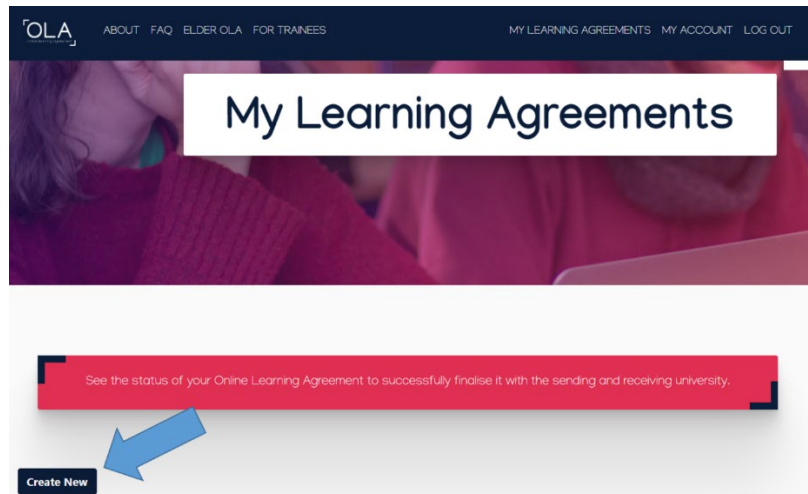 OLA
ABOUT FAQ ELDER OLA FOR TRAINEES MY LEARNING AGREEMENTS MY ACCOUNT LOG OUT
My Learning Agreements
See the status of your Online Learning Agreement to successfully finalise it with the sending and receiving university.
Create New